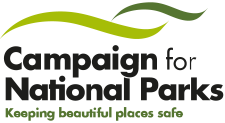 Campaign for
National Parks
Keeping beautiful places safe